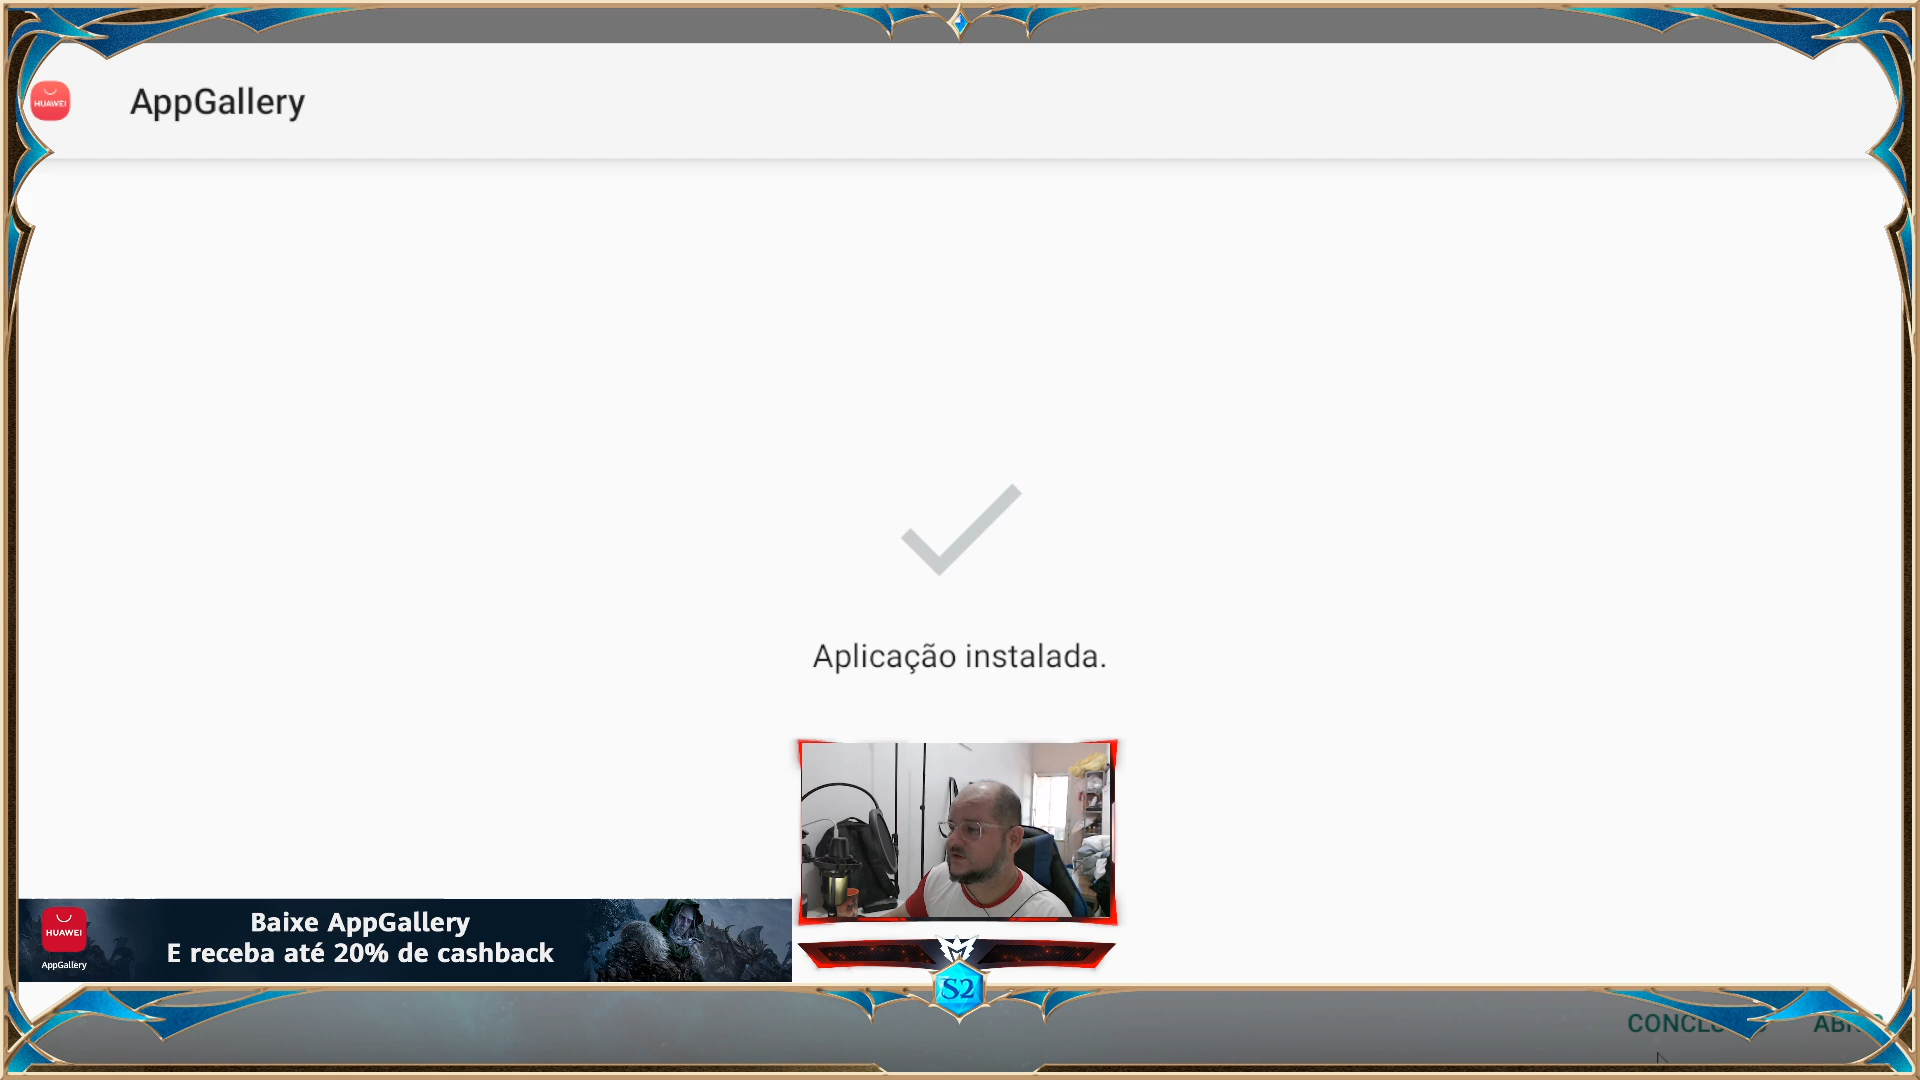 HUAWEI
AppGallery
Aplicação instalada.
HUAWEI
AppGallery
Baixe AppGallery
E receba até 20% de cashback
S2